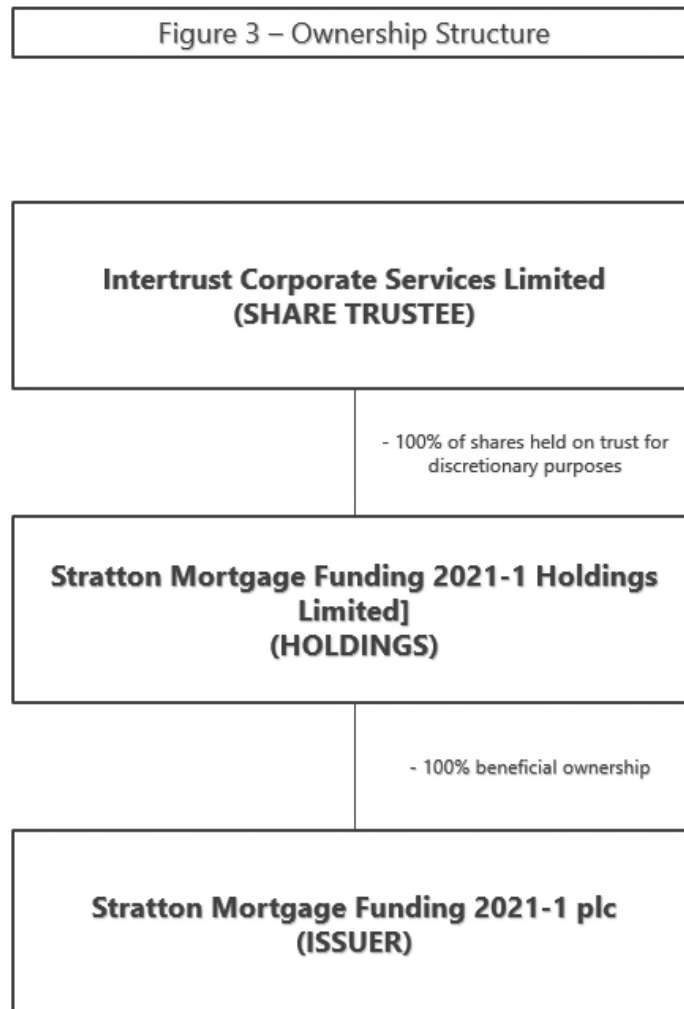 Figure 3 – Ownership Structure
Intertrust Corporate Services Limited
(SHARE TRUSTEE)
- 100% of shares held on trust for
discretionary purposes
Stratton Mortgage Funding 2021-1 Holdings
Limited]
(HOLDINGS)
- 100% beneficial ownership
Stratton Mortgage Funding 2021-1 plc
(ISSUER)